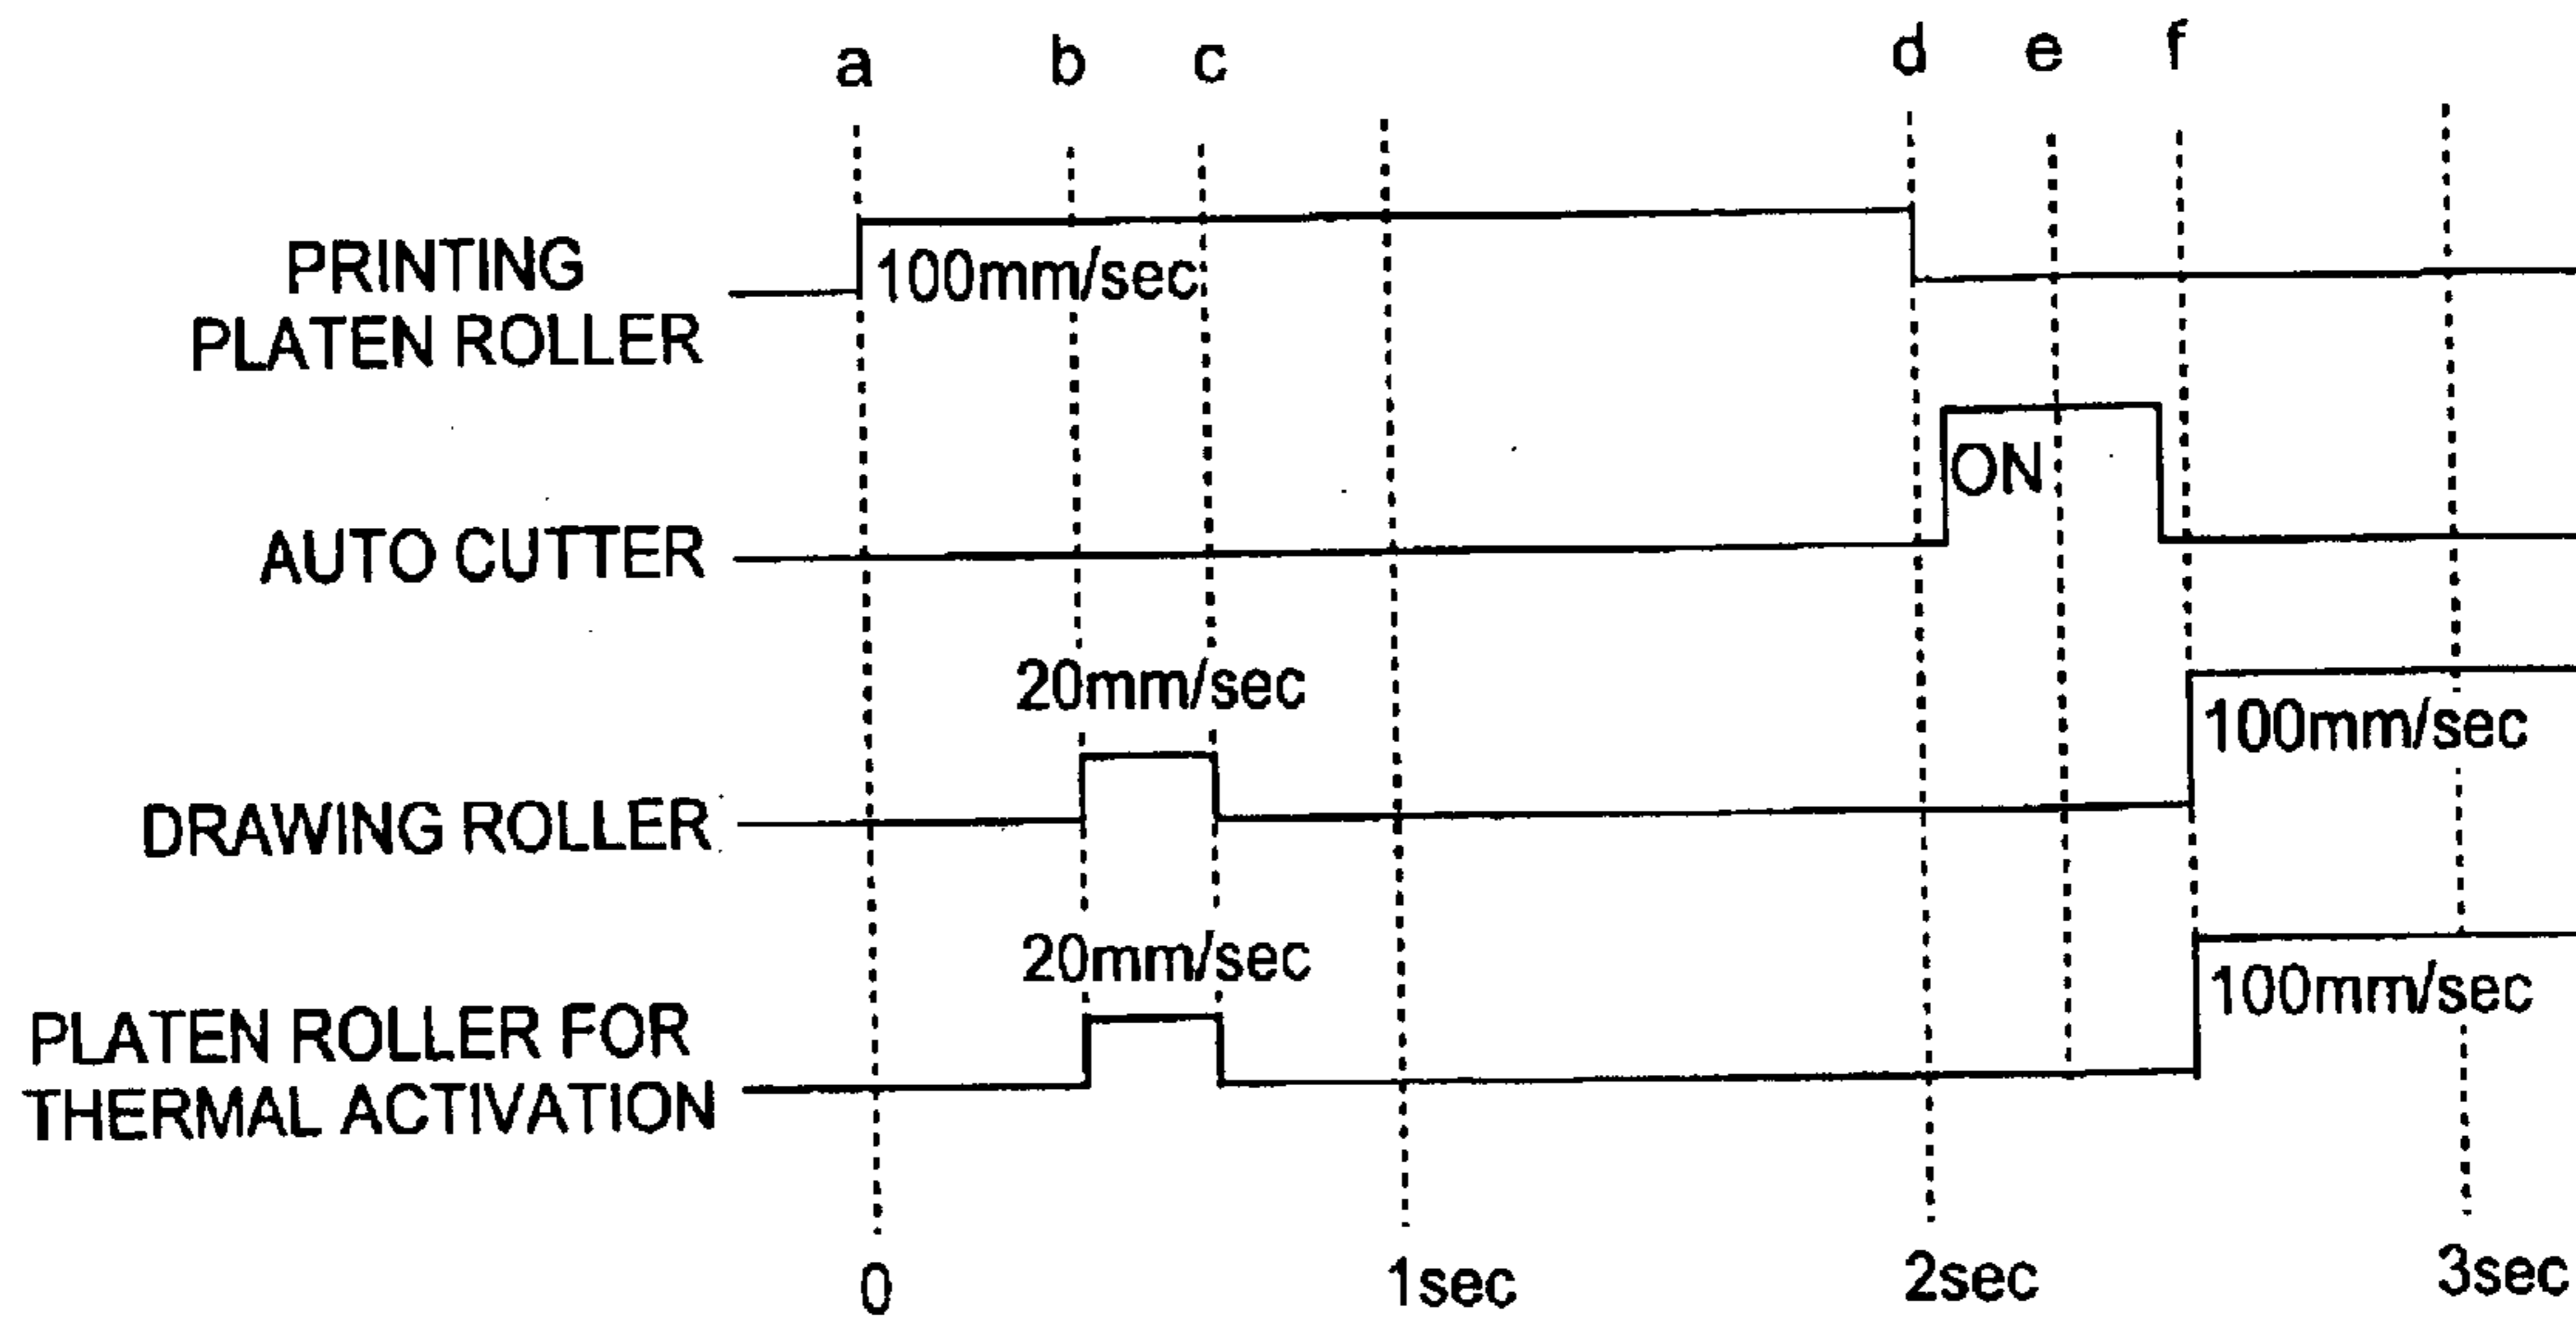 a b c d e f
PRINTING
PLATEN ROLLER
100mm/sec
AUTO CUTTER
ON
20mm/sec
DRAWING ROLLER
100mm/sec
20mm/sec
PLATEN ROLLER FOR
THERMAL ACTIVATION
100mm/sec
0 1sec 2sec 3sec